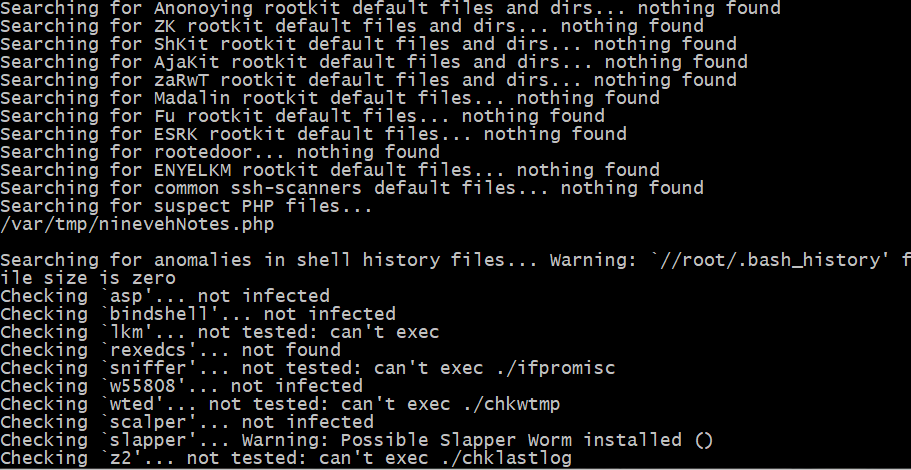 Searching for Anonoying rootkit default files and dirs... nothing found
Searching for ZK rootkit default files and dirs... nothing found
Searching for ShKit rootkit default files and dirs... nothing found
Searching for AjaKit rootkit default files and dirs... nothing found
Searching for zaRwT rootkit default files and dirs... nothing found
Searching for Madalin rootkit default files... nothing found
Searching for Fu rootkit default files... nothing found
Searching for ESRK rootkit default files... nothing found
Searching for rootedoor... nothing found
Searching for ENYELKM rootkit default files... nothing found
Searching for common ssh-scanners default files... nothing found
Searching for suspect PHP files...
/var/tmp/ninevehNotes.php
Searching for anomalies in shell history files... Warning: `//root/.bash_history' f
ile size is zero
Checking `asp'... not infected
Checking `bindshell'... not infected
Checking `lkm'... not tested: can't exec
Checking `rexedcs'... not found
Checking `sniffer'... not tested: can't exec ./ifpromisc
Checking `w55808'... not infected
Checking `wted'... not tested: can't exec ./chkwtmp
Checking `scalper'... not infected
Checking `slapper'... Warning: Possible Slapper Worm installed ()
Checking `z2'... not tested: can't exec ./chklastlog